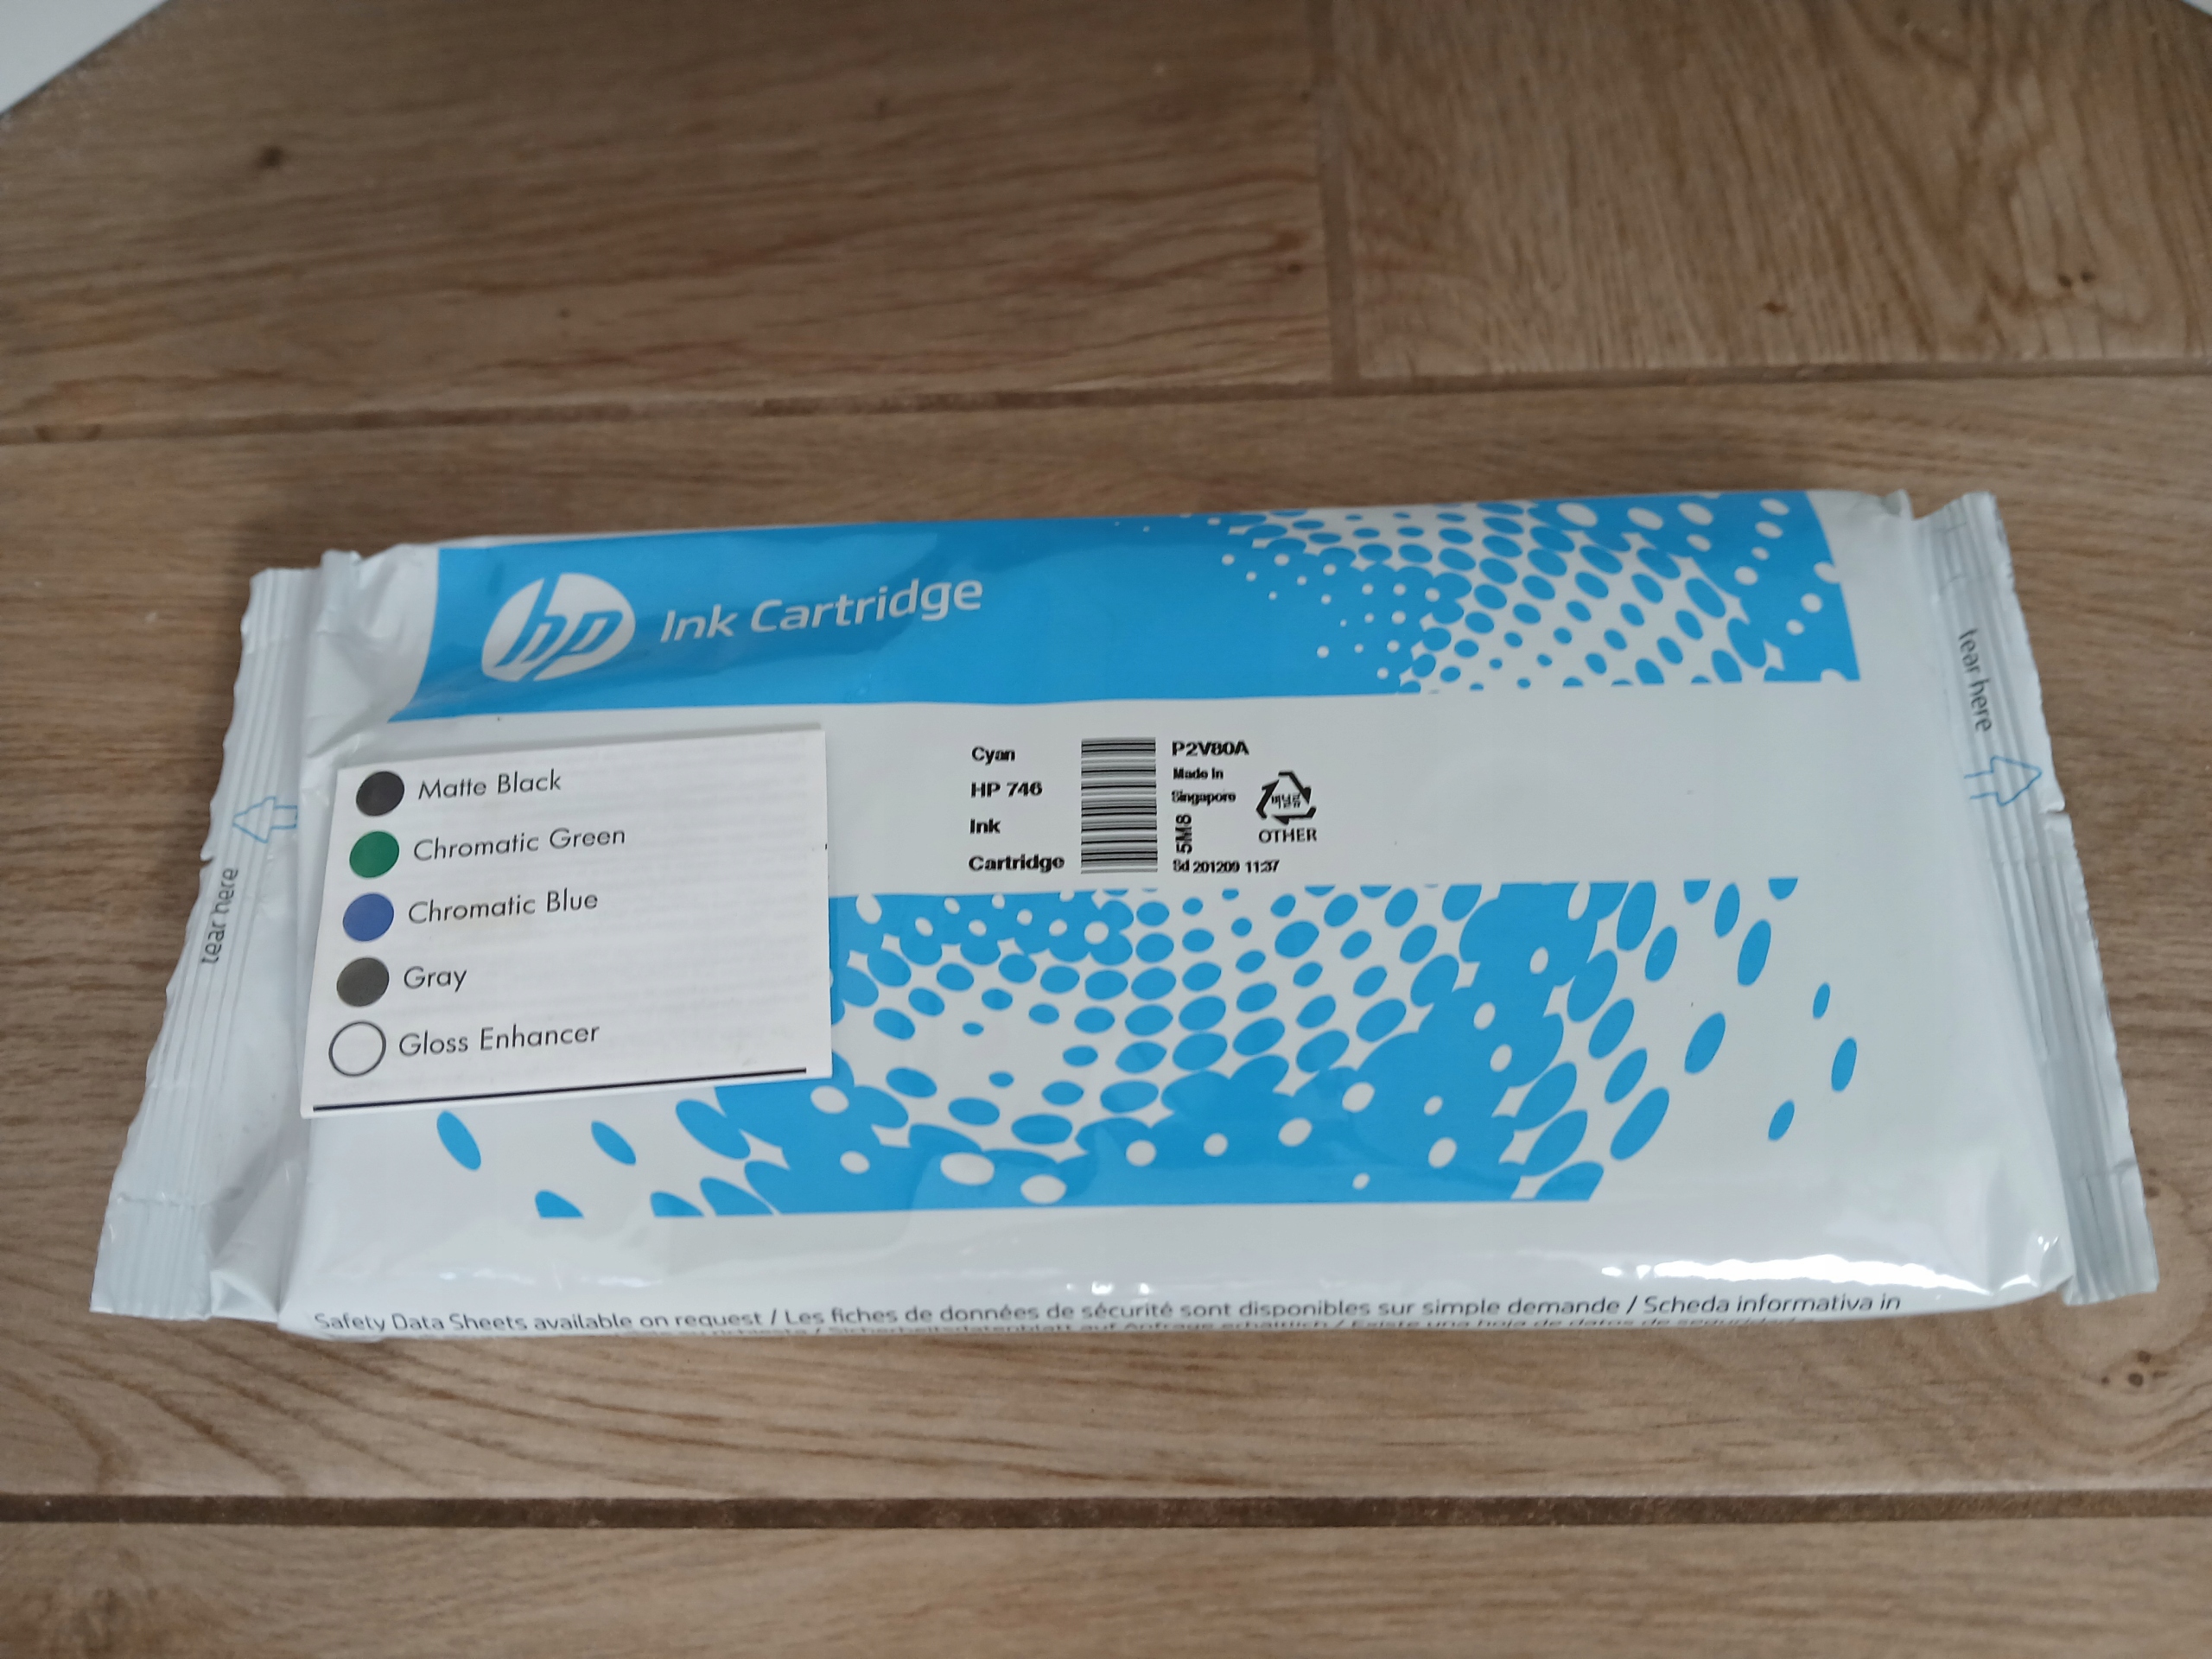 hp Ink Cartridge
tear here
Matte Black
Chromatic Green
Chromatic Blue
Gray
Gloss Enhancer
Cyan
HP 746
Ink
Cartridge
P2V80A
Made in
Singapore
5M8
Sd 201209 11:37
OTHER
tear here
Safety Data Sheets available on request / Les fiches de données de sécurité sont disponibles sur simple demande / Scheda informativa in